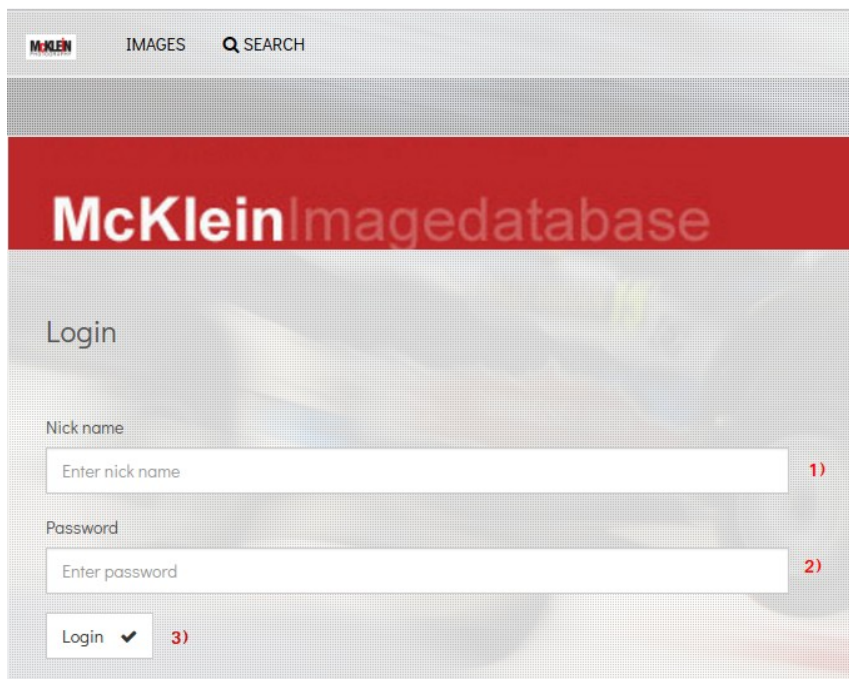 McKLEIN
IMAGES
SEARCH
McKleinImagedatabase
Login
Nick name
Enter nick name
1)
Password
Enter password
2)
Login
3)